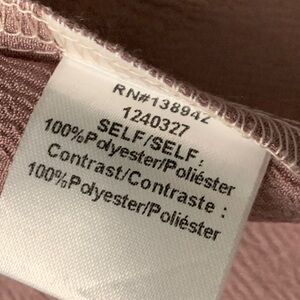 RN#138942
1240327
SELF/SELF :
100%Polyester/Poliéster
Contrast/Contraste :
100%Polyester/Poliéster